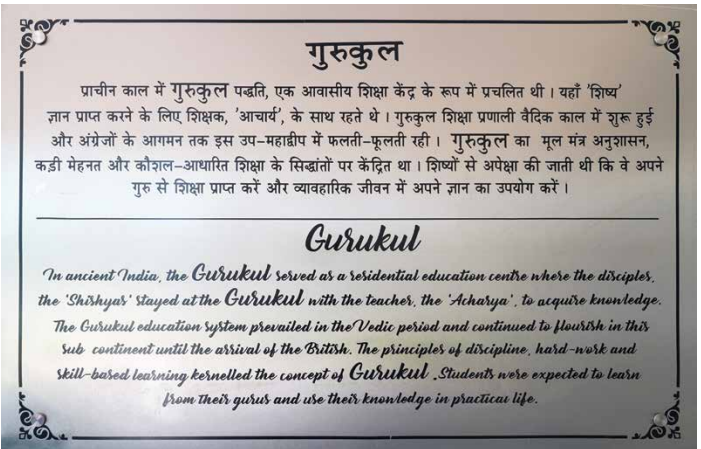 गुरुकुल
प्राचीन काल में गुरुकुल पद्धति, एक आवासीय शिक्षा केंद्र के रूप में प्रचलित थी । यहाँ 'शिष्य'
ज्ञान प्राप्त करने के लिए शिक्षक, 'आचार्य', के साथ रहते थे । गुरुकुल शिक्षा प्रणाली वैदिक काल में शुरू हुई
और अंग्रेजों के आगमन तक इस उप-महाद्वीप में फलती-फूलती रही । गुरुकुल का मूल मंत्र अनुशासन,
कड़ी मेहनत और कौशल-आधारित शिक्षा के सिद्धांतों पर केंद्रित था । शिष्यों से अपेक्षा की जाती थी कि वे अपने
गुरु से शिक्षा प्राप्त करें और व्यावहारिक जीवन में अपने ज्ञान का उपयोग करें ।
Gurukul
In ancient India, the Gurukul served as a residential education centre where the disciples,
the 'Shishyas' stayed at the Gurukul with the teacher, the 'Acharya', to acquire knowledge.
The Gurukul education system prevailed in the Vedic period and continued to flourish in this
sub continent until the arrival of the British. The principles of discipline, hard-work and
skill-based learning kernelled the concept of Gurukul .Students were expected to learn
from their gurus and use their knowledge in practical life.